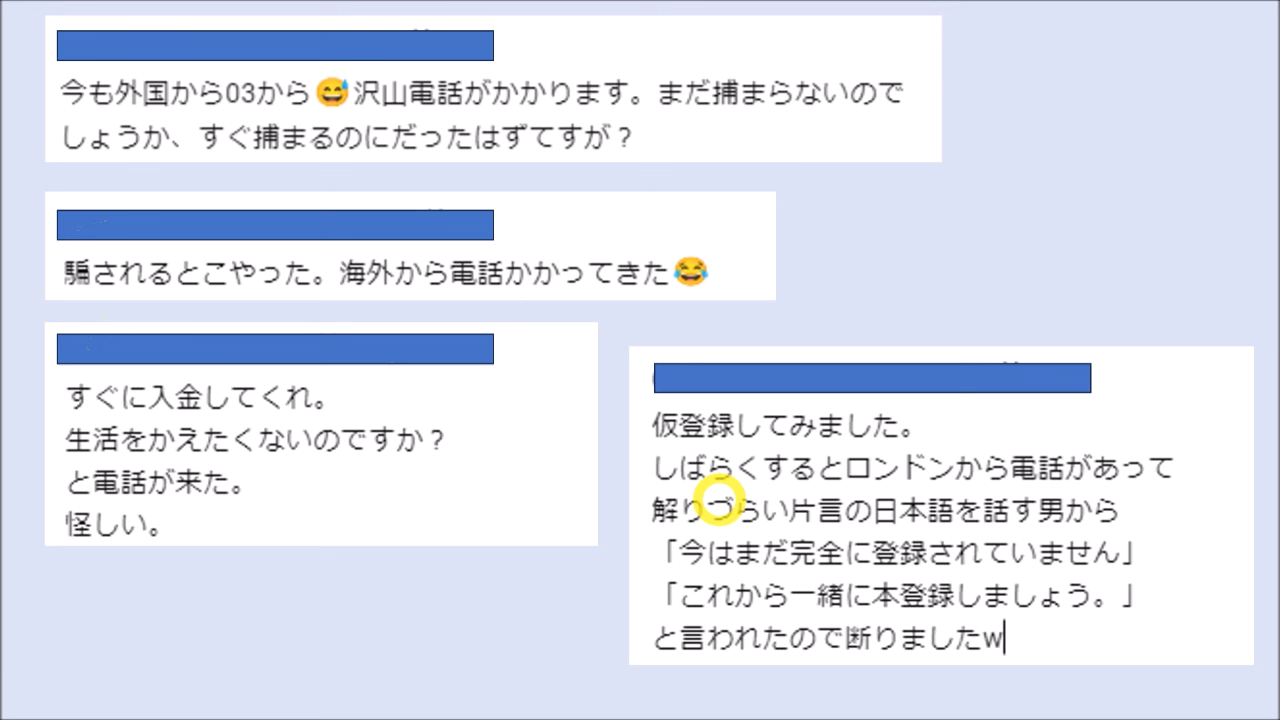 今も外国から03から😅沢山電話がかかります。まだ捕まらないので
しょうか、すぐ捕まるのにだったはずてすが？
騙されるとこやった。海外から電話かかってきた😂
すぐに入金してくれ。
生活をかえたくないのですか？
と電話が来た。
怪しい。
仮登録してみました。
しばらくするとロンドンから電話があって
解りづらい片言の日本語を話す男から
「今はまだ完全に登録されていません」
「これから一緒に本登録しましょう。」
と言われたので断りましたw